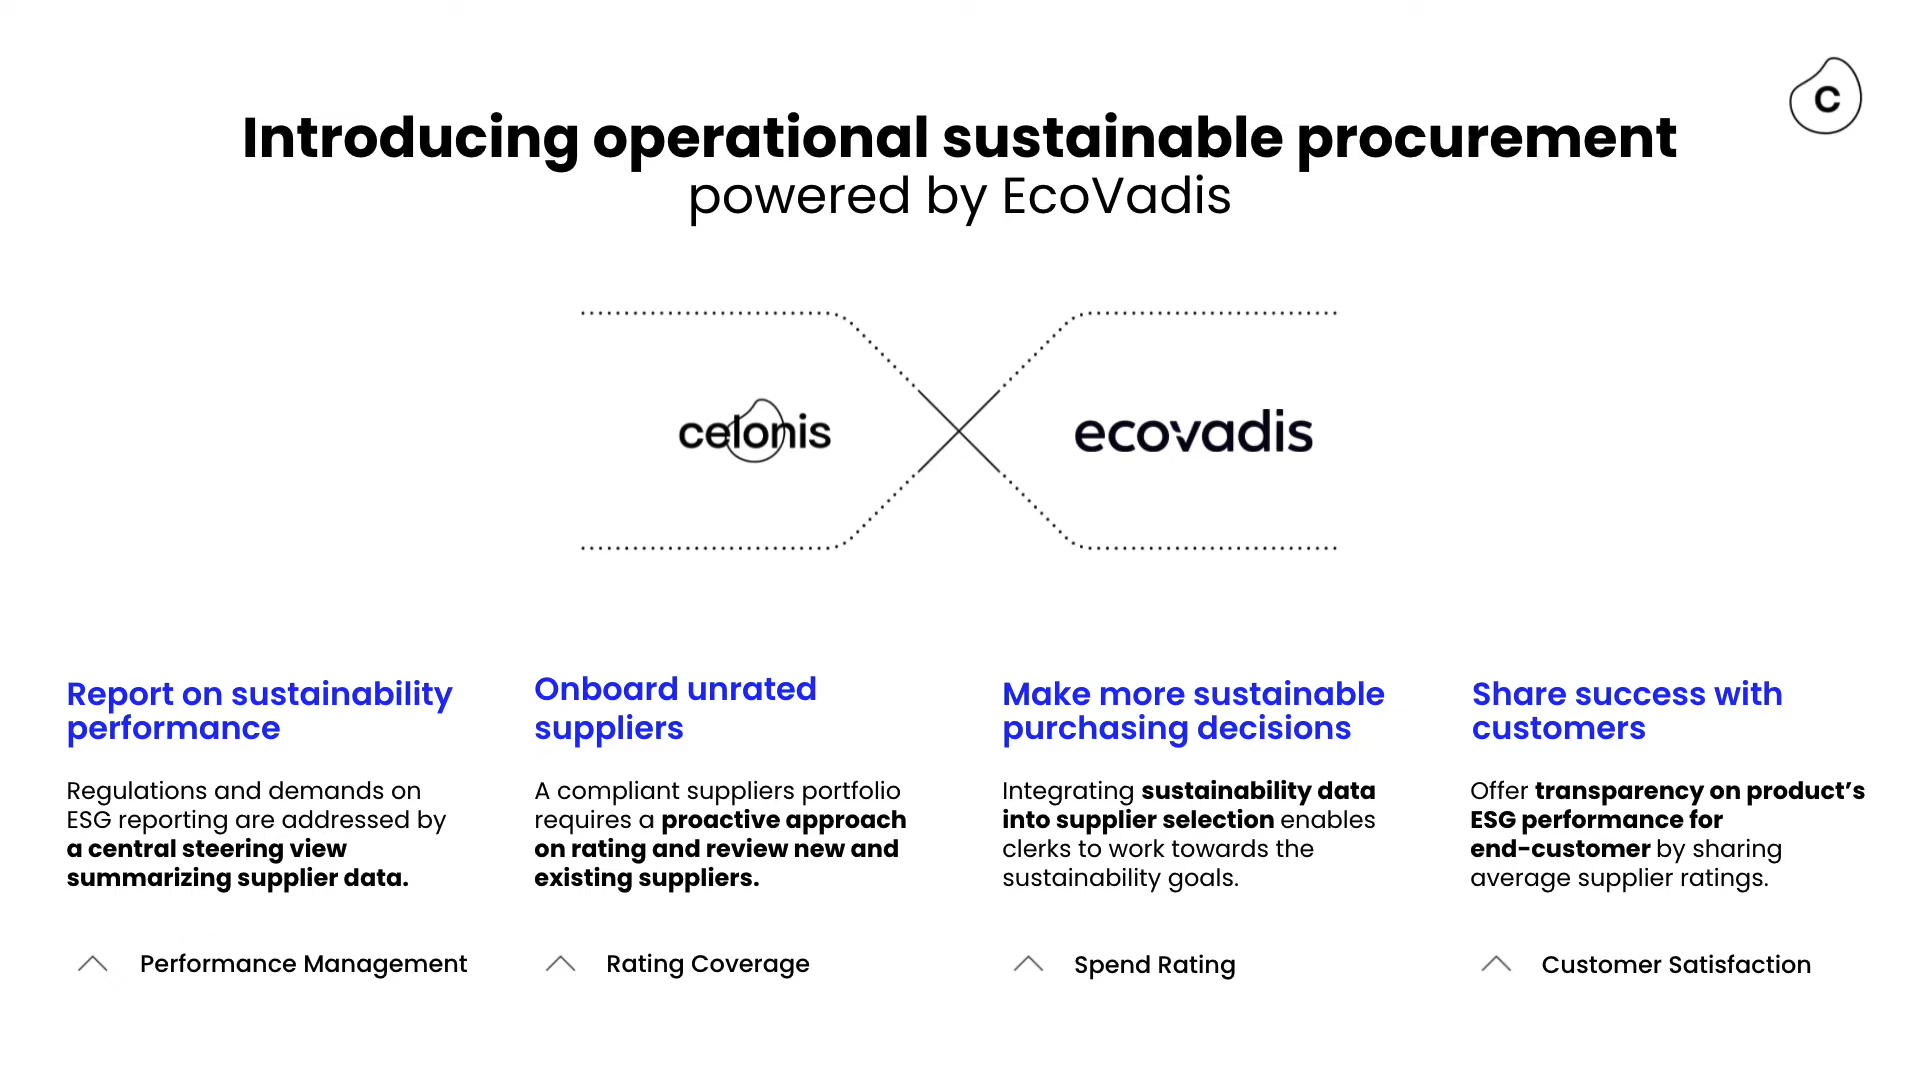 C
Introducing operational sustainable procurement
powered by EcoVadis
celonis
ecovadis
Report on sustainability
performance
Regulations and demands on
ESG reporting are addressed by
a central steering view
summarizing supplier data.
Performance Management
Onboard unrated
suppliers
A compliant suppliers portfolio
requires a proactive approach
on rating and review new and
existing suppliers.
Rating Coverage
Make more sustainable
purchasing decisions
Integrating sustainability data
into supplier selection enables
clerks to work towards the
sustainability goals.
Spend Rating
Share success with
customers
Offer transparency on product’s
ESG performance for
end-customer by sharing
average supplier ratings.
Customer Satisfaction